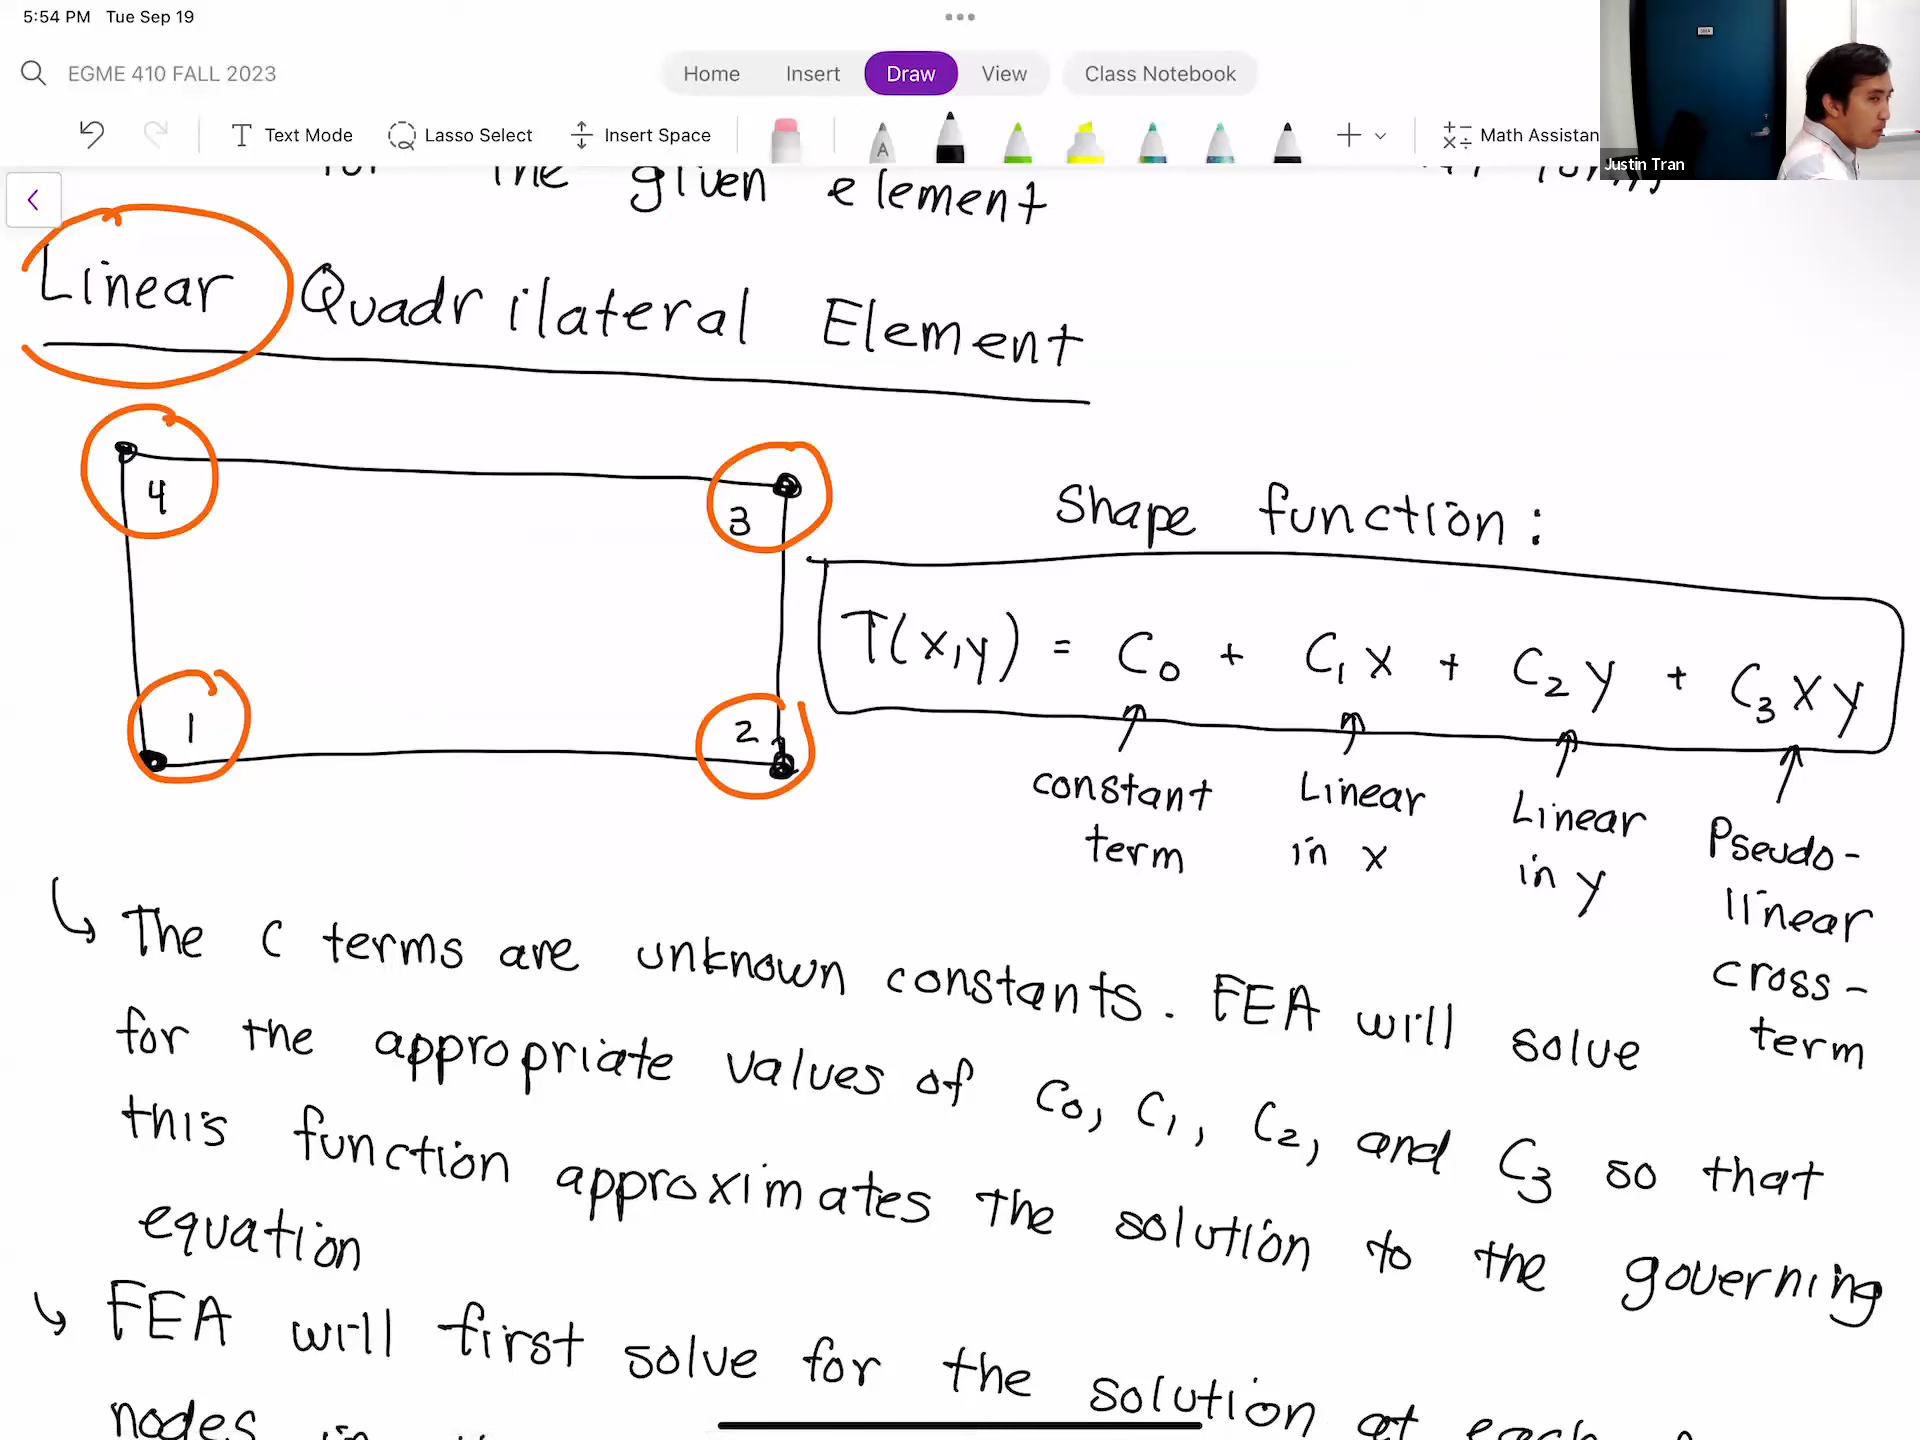 5:54 PM Tue Sep 19
EGME 410 FALL 2023
Home Insert Draw View Class Notebook
Text Mode Lasso Select Insert Space Math Assistan
Justin Tran
the given element
Linear Quadrilateral Element
4
3
1
2
Shape function:
T(x,y) = C₀ + C₁x + C₂y + C₃xy
constant term
Linear in x
Linear in y
Pseudo-linear cross-term
↳ The C terms are unknown constants. FEA will solve
for the appropriate values of C₀, C₁, C₂, and C₃ so that
this function approximates the solution to the governing
equation
↳ FEA will first solve for the solution at each
nodes in